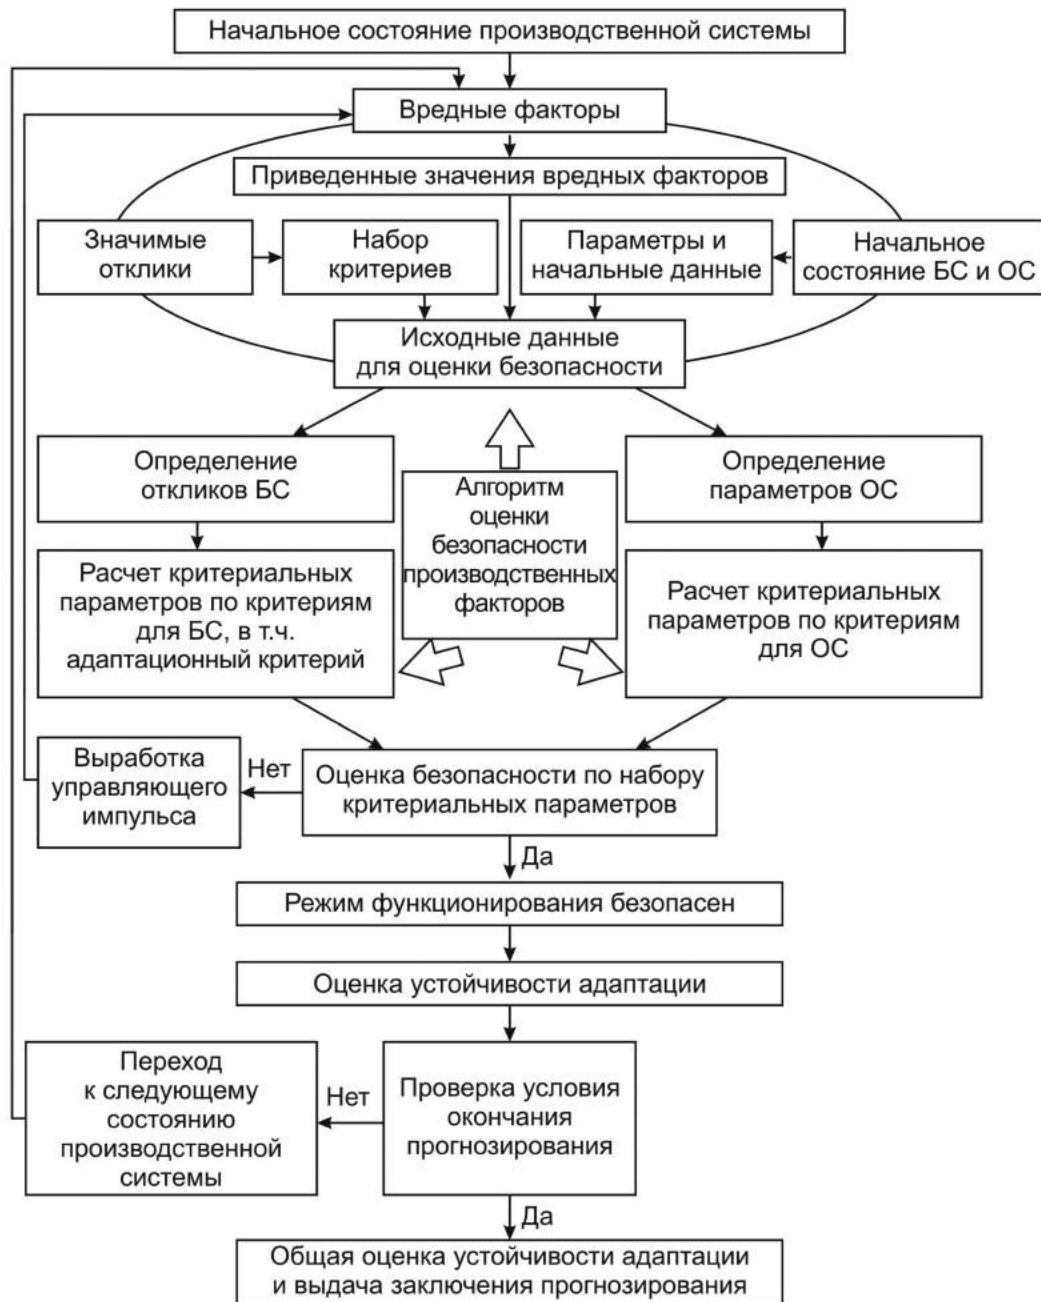 Начальное состояние производственной системы
Вредные факторы
Приведенные значения вредных факторов
Значимые
отклики
Набор
критериев
Параметры и
начальные данные
Начальное
состояние БС и ОС
Исходные данные
для оценки безопасности
Определение
откликов БС
Алгоритм
оценки
безопасности
производственных
факторов
Определение
параметров ОС
Расчет критериальных
параметров по критериям
для БС, в т.ч.
адаптационный критерий
Расчет критериальных
параметров по критериям
для ОС
Выработка
управляющего
импульса
Нет
Оценка безопасности по набору
критериальных параметров
Да
Режим функционирования безопасен
Оценка устойчивости адаптации
Переход
к следующему
состоянию
производственной
системы
Нет
Проверка условия
окончания
прогнозирования
Да
Общая оценка устойчивости адаптации
и выдача заключения прогнозирования